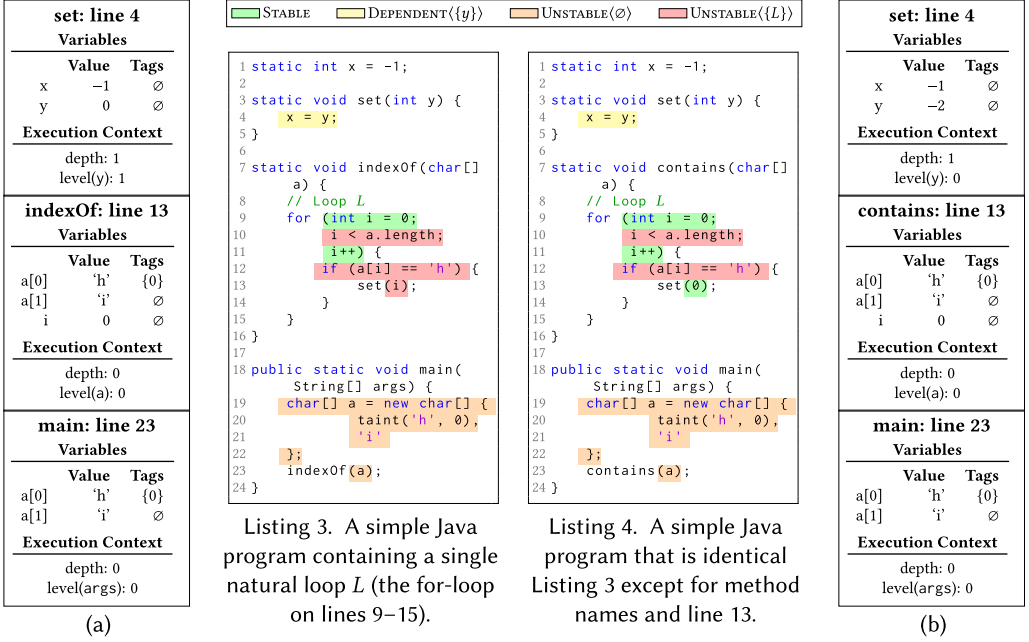 STABLE DEPENDENT⟨{y}⟩ UNSTABLE⟨∅⟩ UNSTABLE⟨{L}⟩
set: line 4
Variables
Value Tags
x −1 ∅
y 0 ∅
Execution Context
depth: 1
level(y): 1
indexOf: line 13
Variables
Value Tags
a[0] 'h' {0}
a[1] 'i' ∅
i 0 ∅
Execution Context
depth: 0
level(a): 0
main: line 23
Variables
Value Tags
a[0] 'h' {0}
a[1] 'i' ∅
Execution Context
depth: 0
level(args): 0
(a)
1 static int x = -1;
2
3 static void set(int y) {
4 x = y;
5 }
6
7 static void indexOf(char[]
a) {
8 // Loop L
9 for (int i = 0;
10 i < a.length;
11 i++) {
12 if (a[i] == 'h') {
13 set(i);
14 }
15 }
16 }
17
18 public static void main(
String[] args) {
19 char[] a = new char[] {
20 taint('h', 0),
21 'i'
22 };
23 indexOf(a);
24 }
Listing 3. A simple Java
program containing a single
natural loop L (the for-loop
on lines 9–15).
1 static int x = -1;
2
3 static void set(int y) {
4 x = y;
5 }
6
7 static void contains(char[]
a) {
8 // Loop L
9 for (int i = 0;
10 i < a.length;
11 i++) {
12 if (a[i] == 'h') {
13 set(0);
14 }
15 }
16 }
17
18 public static void main(
String[] args) {
19 char[] a = new char[] {
20 taint('h', 0),
21 'i'
22 };
23 contains(a);
24 }
Listing 4. A simple Java
program that is identical
Listing 3 except for method
names and line 13.
set: line 4
Variables
Value Tags
x −1 ∅
y −2 ∅
Execution Context
depth: 1
level(y): 0
contains: line 13
Variables
Value Tags
a[0] 'h' {0}
a[1] 'i' ∅
i 0 ∅
Execution Context
depth: 0
level(a): 0
main: line 23
Variables
Value Tags
a[0] 'h' {0}
a[1] 'i' ∅
Execution Context
depth: 0
level(args): 0
(b)